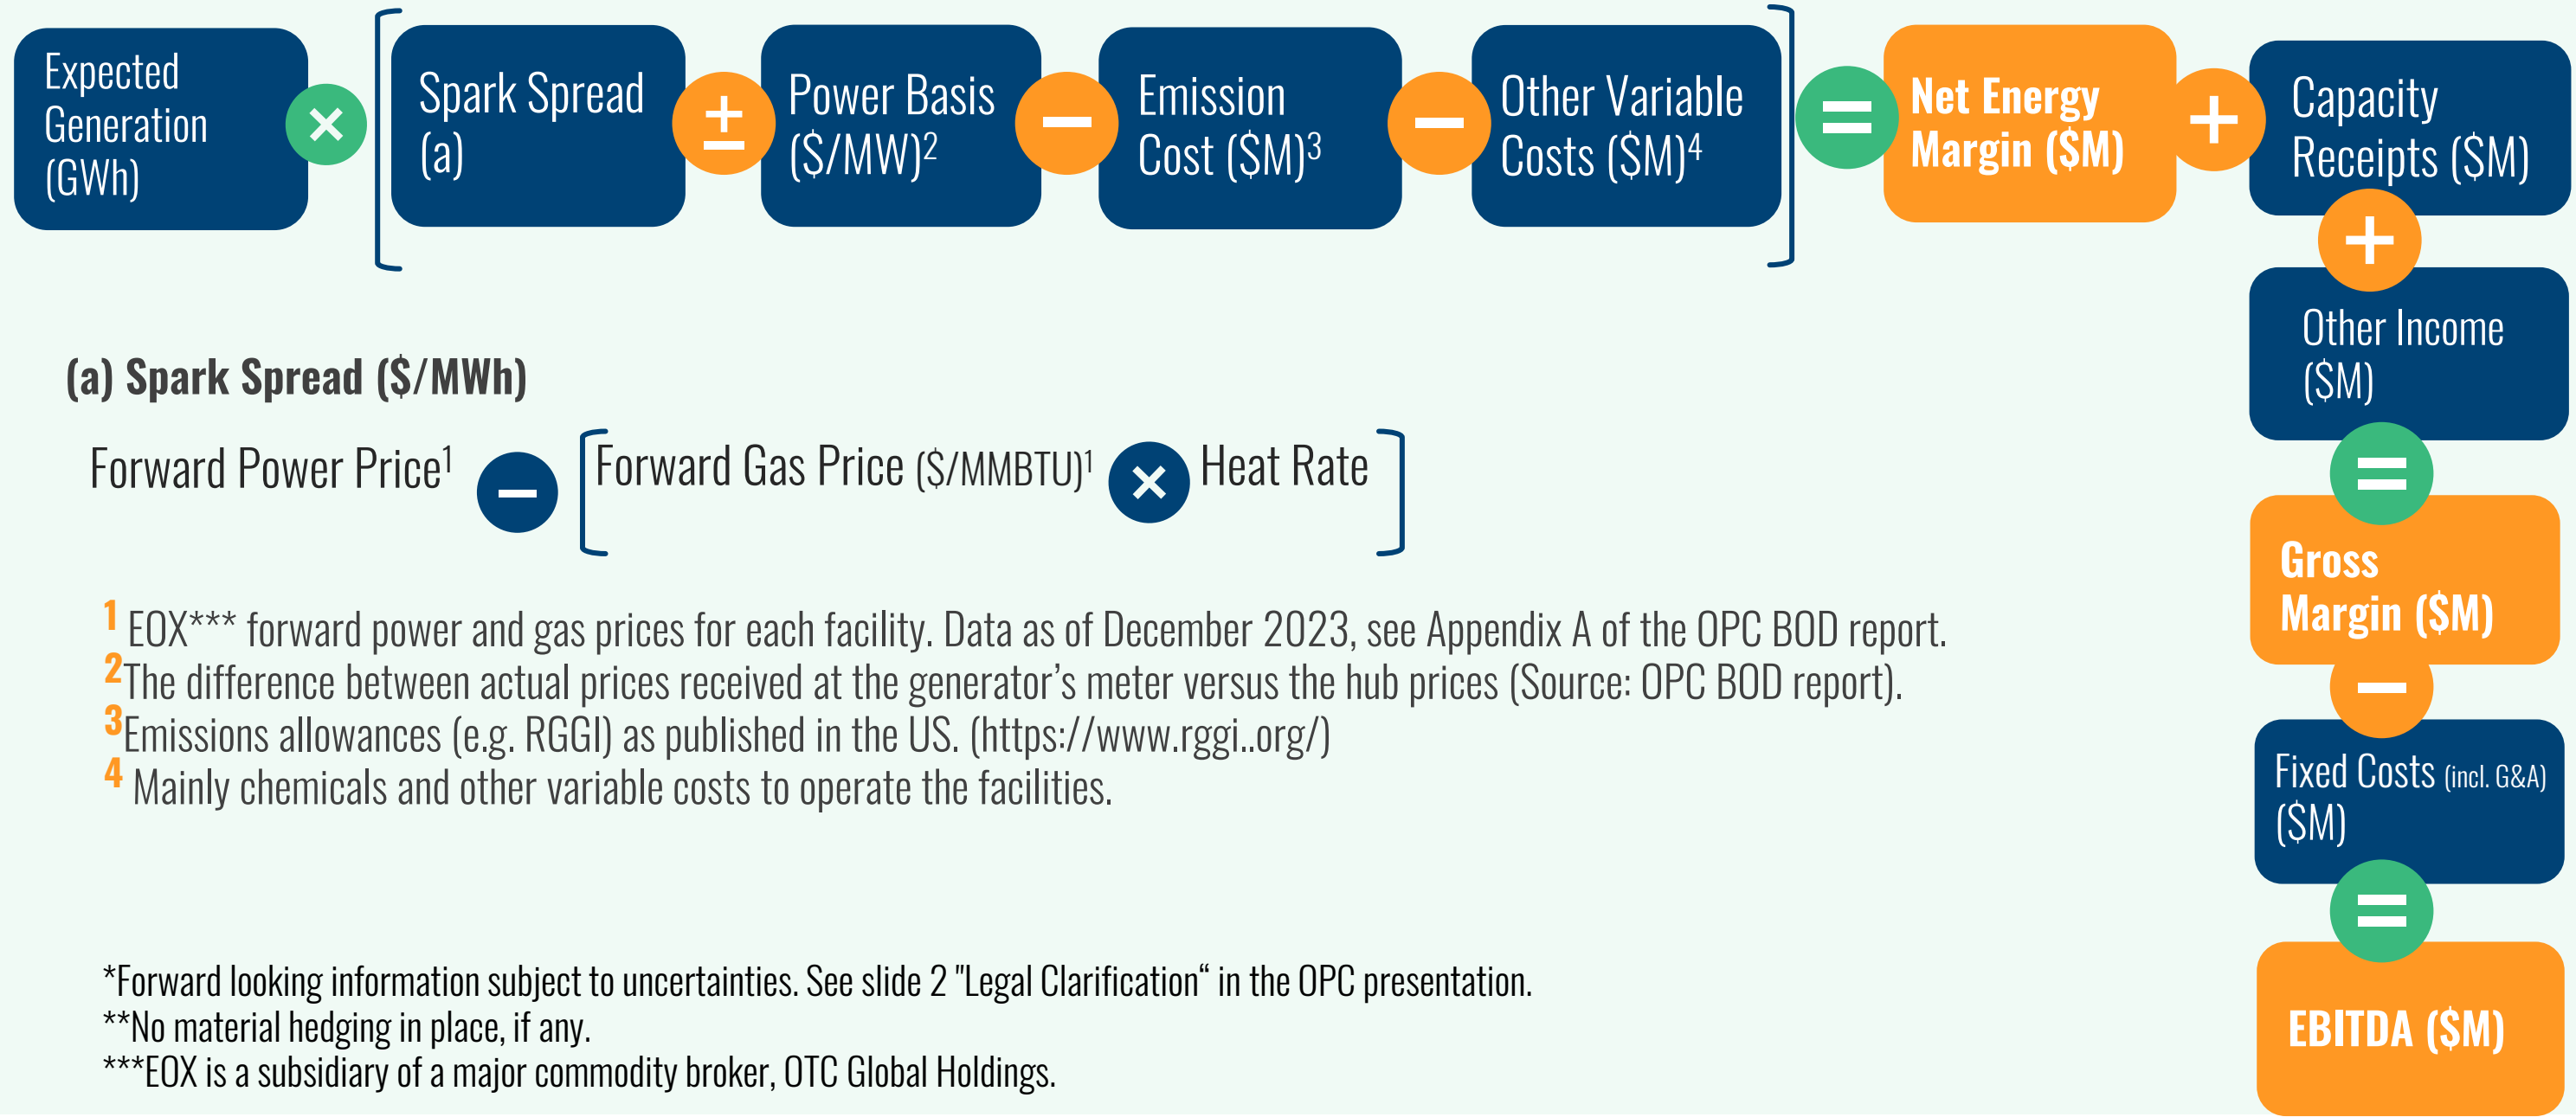 Expected
Generation
(GWh)
×
Spark Spread
(a)
±
Power Basis
($/MW)²
−
Emission
Cost ($M)³
−
Other Variable
Costs ($M)⁴
=
Net Energy
Margin ($M)
+
Capacity
Receipts ($M)
+
Other Income
($M)
=
Gross
Margin ($M)
−
Fixed Costs (incl. G&A)
($M)
=
EBITDA ($M)
(a) Spark Spread ($/MWh)
Forward Power Price¹ − [Forward Gas Price ($/MMBTU)¹ × Heat Rate]
1 EOX*** forward power and gas prices for each facility. Data as of December 2023, see Appendix A of the OPC BOD report.
2The difference between actual prices received at the generator’s meter versus the hub prices (Source: OPC BOD report).
3Emissions allowances (e.g. RGGI) as published in the US. (https://www.rggi..org/)
4 Mainly chemicals and other variable costs to operate the facilities.
*Forward looking information subject to uncertainties. See slide 2 "Legal Clarification“ in the OPC presentation.
**No material hedging in place, if any.
***EOX is a subsidiary of a major commodity broker, OTC Global Holdings.